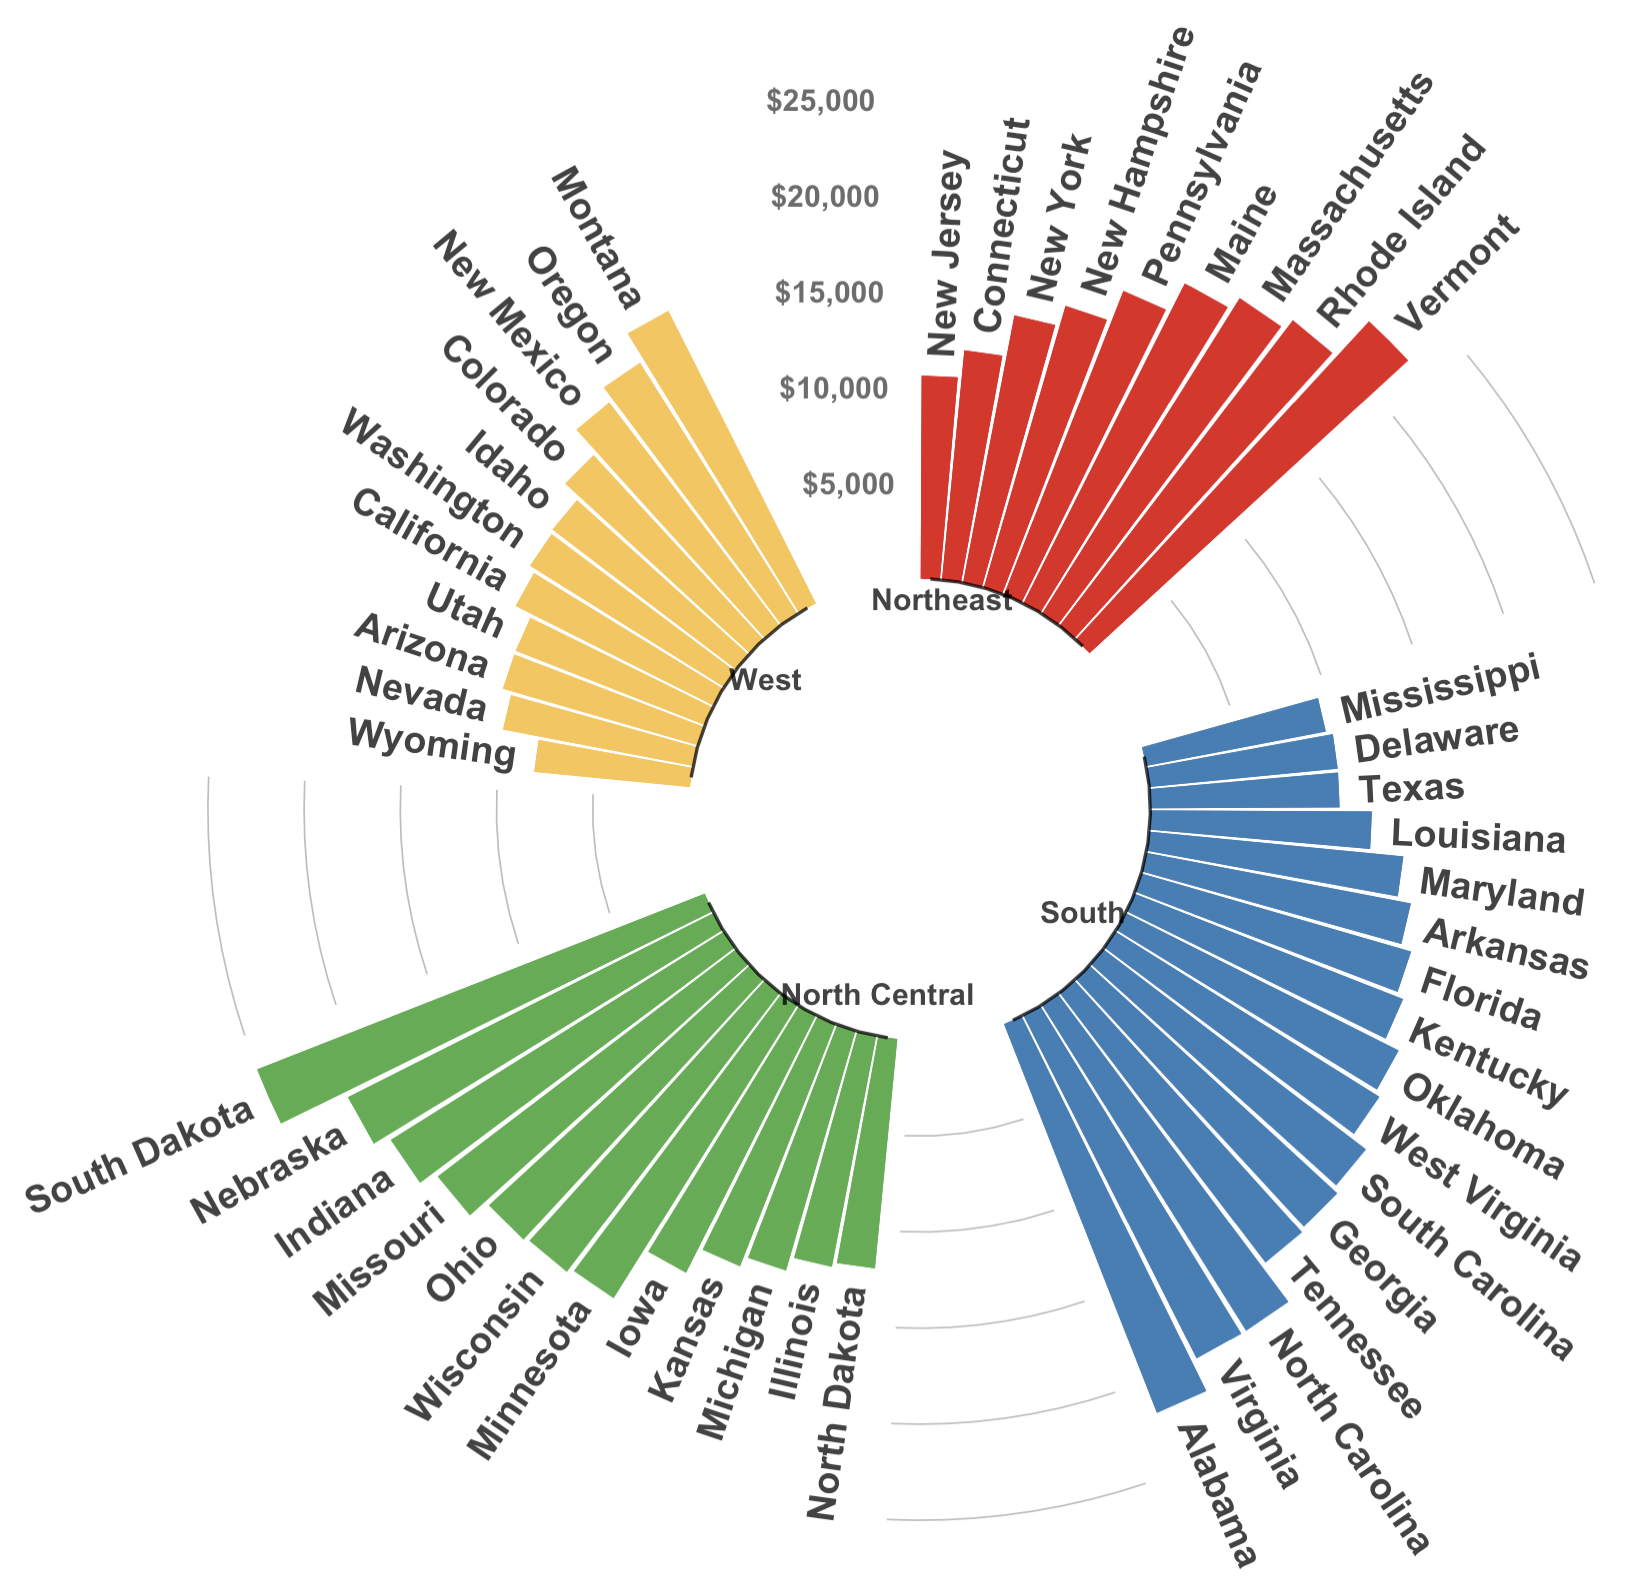 $25,000
$20,000
$15,000
$10,000
$5,000
New Jersey
Connecticut
New York
New Hampshire
Pennsylvania
Maine
Massachusetts
Rhode Island
Vermont
Northeast
Mississippi
Delaware
Texas
Louisiana
Maryland
Arkansas
Florida
Kentucky
Oklahoma
West Virginia
South Carolina
Georgia
Tennessee
North Carolina
Virginia
Alabama
South
North Dakota
Illinois
Michigan
Kansas
Iowa
Minnesota
Wisconsin
Ohio
Missouri
Indiana
Nebraska
South Dakota
North Central
Wyoming
Nevada
Arizona
Utah
California
Washington
Idaho
Colorado
New Mexico
Oregon
Montana
West